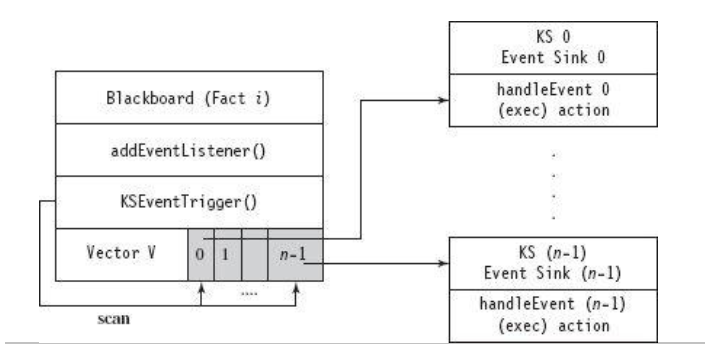 Blackboard (Fact i)
addEventListener()
KSEventTrigger()
Vector V 0 1 n-1
....
scan
KS 0
Event Sink 0
handleEvent 0
(exec) action
.
.
.
.
KS (n-1)
Event Sink (n-1)
handleEvent (n-1)
(exec) action